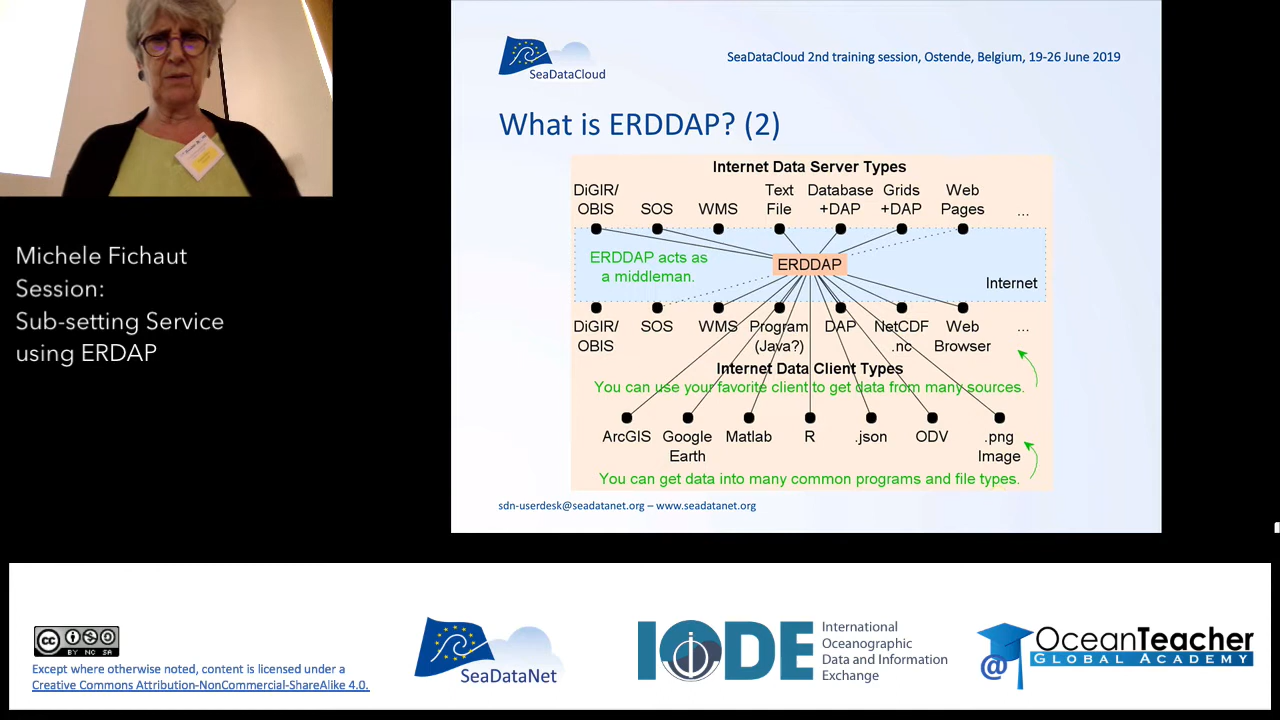 SeaDataCloud
SeaDataCloud 2nd training session, Ostende, Belgium, 19-26 June 2019
What is ERDDAP? (2)
Internet Data Server Types
DiGIR/ OBIS
SOS
WMS
Text File
Database +DAP
Grids +DAP
Web Pages
...
ERDDAP acts as
a middleman.
ERDDAP
Internet
DiGIR/ OBIS
SOS
WMS
Program (Java?)
DAP
NetCDF .nc
Web Browser
...
Internet Data Client Types
You can use your favorite client to get data from many sources.
ArcGIS
Google Earth
Matlab
R
.json
ODV
.png Image
You can get data into many common programs and file types.
sdn-userdesk@seadatanet.org – www.seadatanet.org
Michele Fichaut
Session:
Sub-setting Service
using ERDAP
cc
BY NC SA
Except where otherwise noted, content is licensed under a
Creative Commons Attribution-NonCommercial-ShareAlike 4.0.
SeaDataNet
IODE
International
Oceanographic
Data and Information
Exchange
@
OceanTeacher
GLOBAL ACADEMY